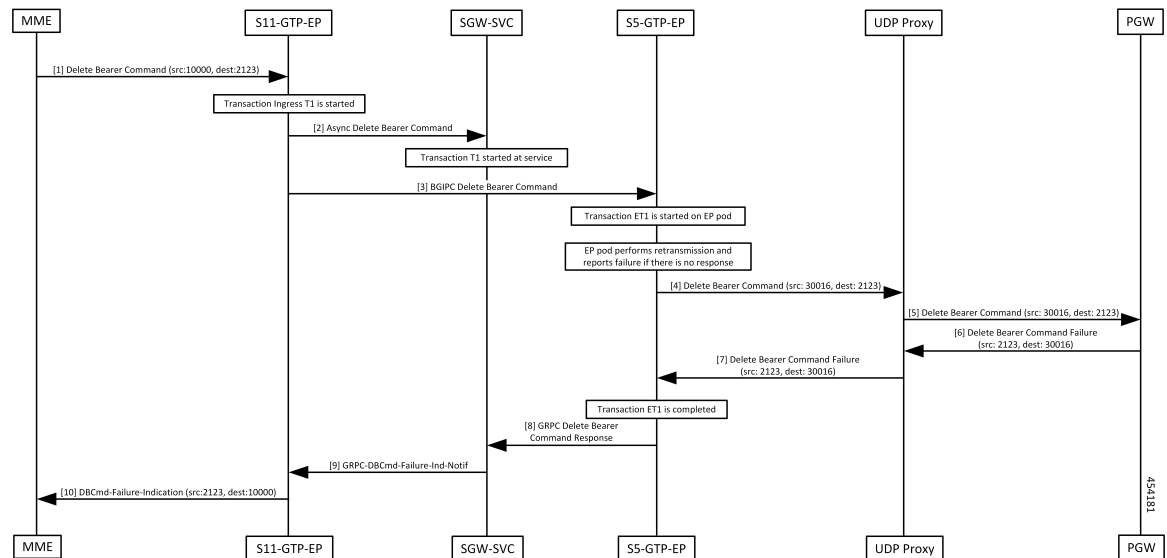 MME
S11-GTP-EP
SGW-SVC
S5-GTP-EP
UDP Proxy
PGW
[1] Delete Bearer Command (src:10000, dest:2123)
Transaction Ingress T1 is started
[2] Async Delete Bearer Command
Transaction T1 started at service
[3] BGIPC Delete Bearer Command
Transaction ET1 is started on EP pod
EP pod performs retransmission and
reports failure if there is no response
[4] Delete Bearer Command (src: 30016, dest: 2123)
[5] Delete Bearer Command (src: 30016, dest: 2123)
[6] Delete Bearer Command Failure
(src: 2123, dest: 30016)
[7] Delete Bearer Command Failure
(src: 2123, dest: 30016)
Transaction ET1 is completed
[8] GRPC Delete Bearer
Command Response
[9] GRPC-DBCmd-Failure-Ind-Notif
[10] DBCmd-Failure-Indication (src:2123, dest:10000)
454181
MME
S11-GTP-EP
SGW-SVC
S5-GTP-EP
UDP Proxy
PGW